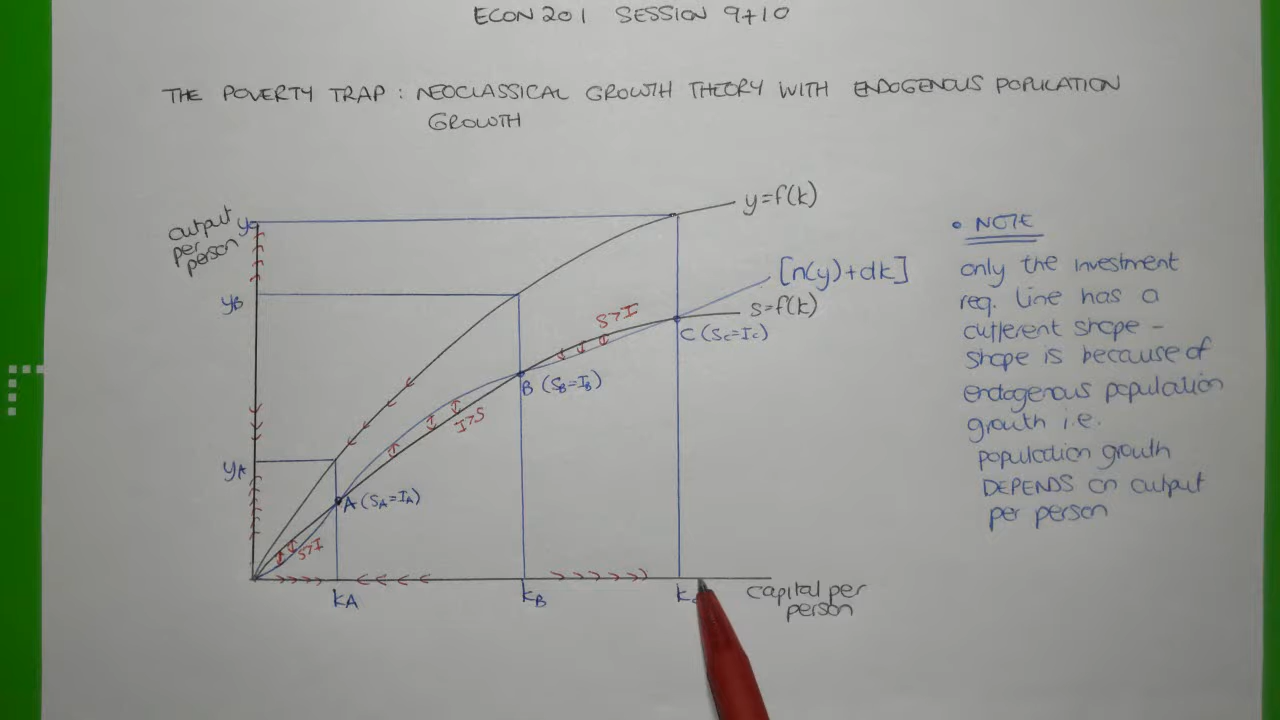 ECON 201 SESSION 9+10
THE POVERTY TRAP : NEOCLASSICAL GROWTH THEORY WITH ENDOGENOUS POPULATION
GROWTH
output
per
person
y=f(k)
[n(y)+dk]
s=f(k)
yB
yA
S>I
C (Sc=Ic)
B (SB=IB)
I>S
A (SA=IA)
S>I
kA
kB
capital per
person
• NOTE
only the investment
req. line has a
different shape -
shape is because of
endogenous population
growth i.e.
population growth
DEPENDS on output
per person